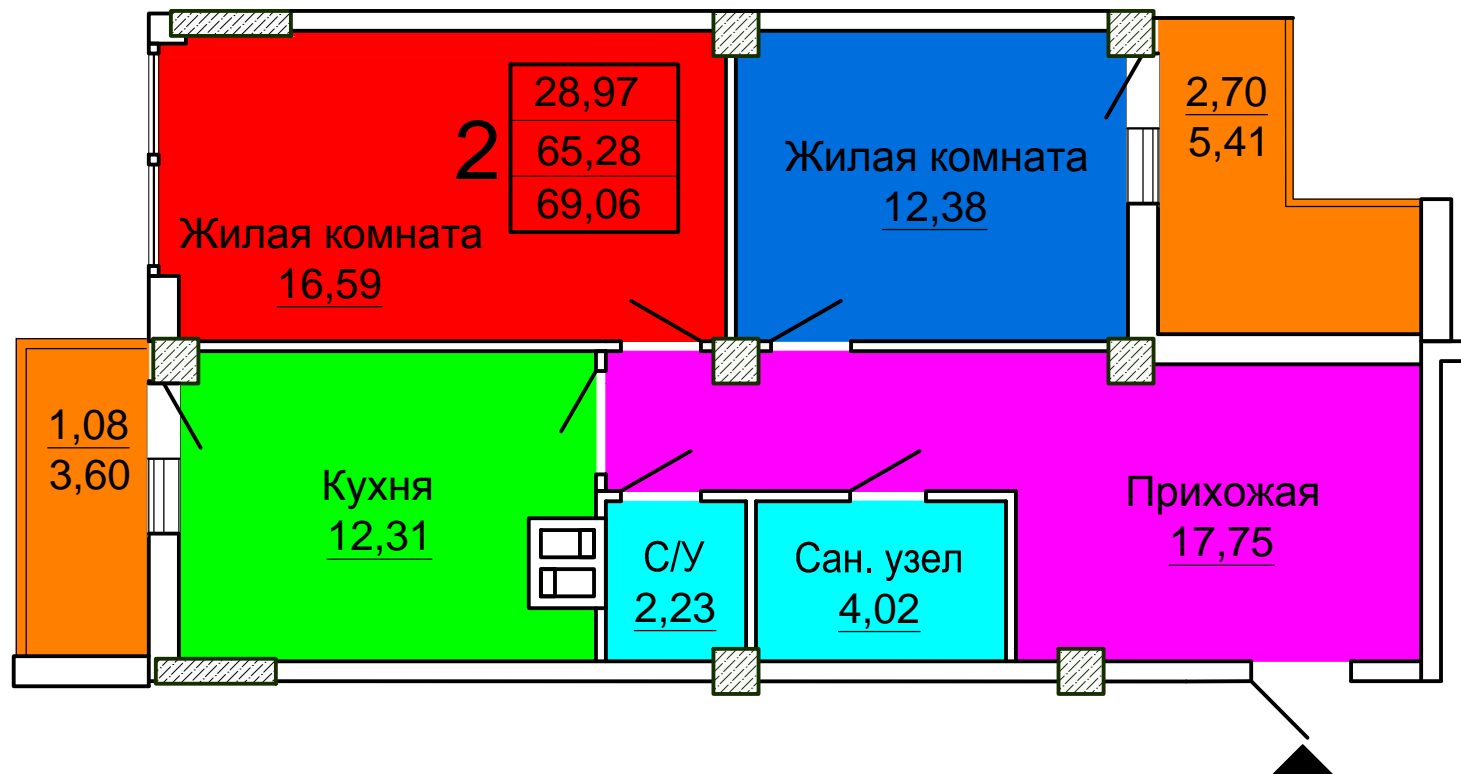 2
28,97
65,28
69,06
Жилая комната
16,59
Жилая комната
12,38
2,70
5,41
1,08
3,60
Кухня
12,31
С/У
2,23
Сан. узел
4,02
Прихожая
17,75